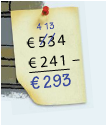 4 13
€ 534
€ 241 –
€ 293